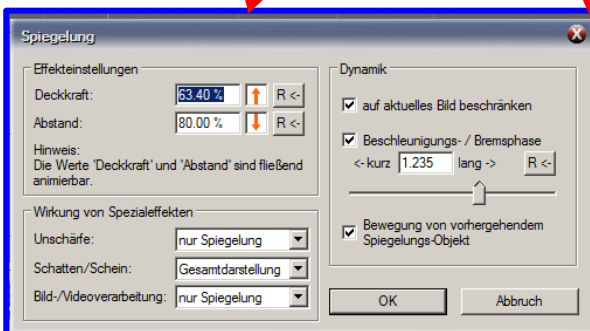 Spiegelung
Effekteinstellungen
Deckkraft: 63.40 % R <-
Abstand: 80.00 % R <-
Hinweis:
Die Werte 'Deckkraft' und 'Abstand' sind fließend
animierbar.
Wirkung von Spezialeffekten
Unschärfe: nur Spiegelung
Schatten/Schein: Gesamtdarstellung
Bild-/Videoverarbeitung: nur Spiegelung
Dynamik
auf aktuelles Bild beschränken
Beschleunigungs- / Bremsphase
<- kurz 1.235 lang -> R <-
Bewegung von vorhergehendem
Spiegelungs-Objekt
OK Abbruch